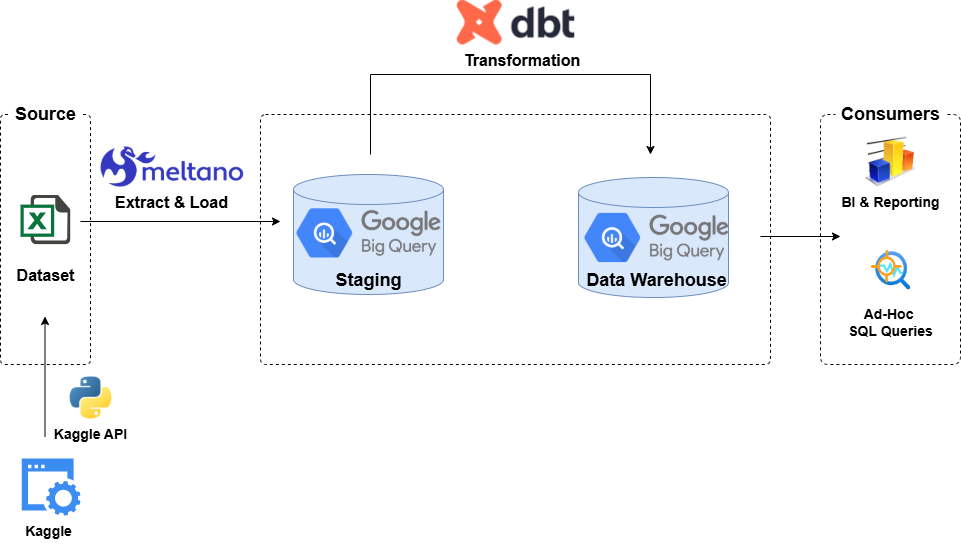 dbt
Transformation
Source
Consumers
meltano
Extract & Load
BI & Reporting
X
Google
Big Query
Staging
Google
Big Query
Data Warehouse
Dataset
Ad-Hoc
SQL Queries
Kaggle API
Kaggle